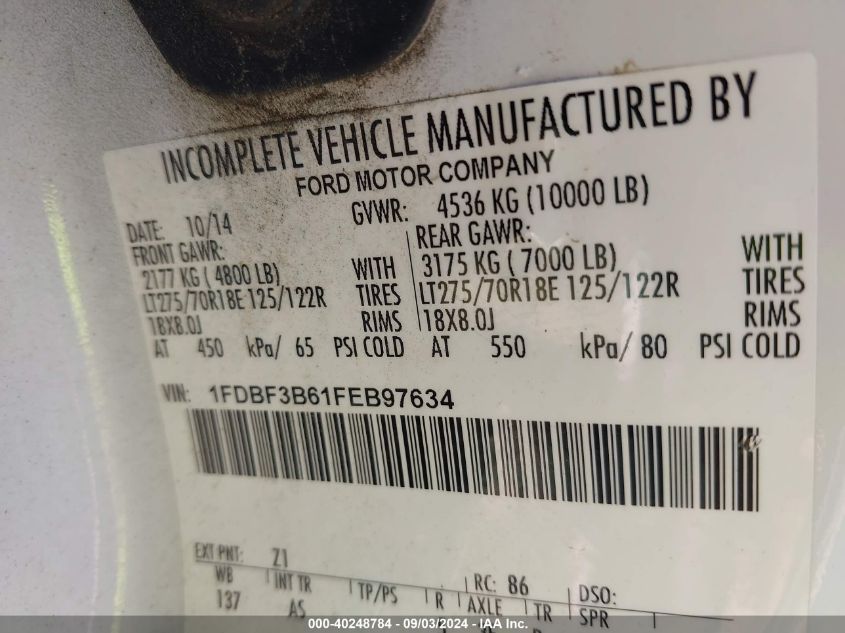 INCOMPLETE VEHICLE MANUFACTURED BY
FORD MOTOR COMPANY
DATE: 10/14 GVWR: 4536 KG (10000 LB)
FRONT GAWR: REAR GAWR:
2177 KG (4800 LB) WITH 3175 KG (7000 LB) WITH
LT275/70R18E 125/122R TIRES LT275/70R18E 125/122R TIRES
18X8.0J RIMS 18X8.0J RIMS
AT 450 kPa/ 65 PSI COLD AT 550 kPa/ 80 PSI COLD
VIN: 1FDBF3B61FEB97634
EXT PNT: Z1 RC: 86 DSO:
WB INT TR TP/PS R AXLE TR SPR
137 AS
000-40248784 - 09/03/2024 - IAA Inc.